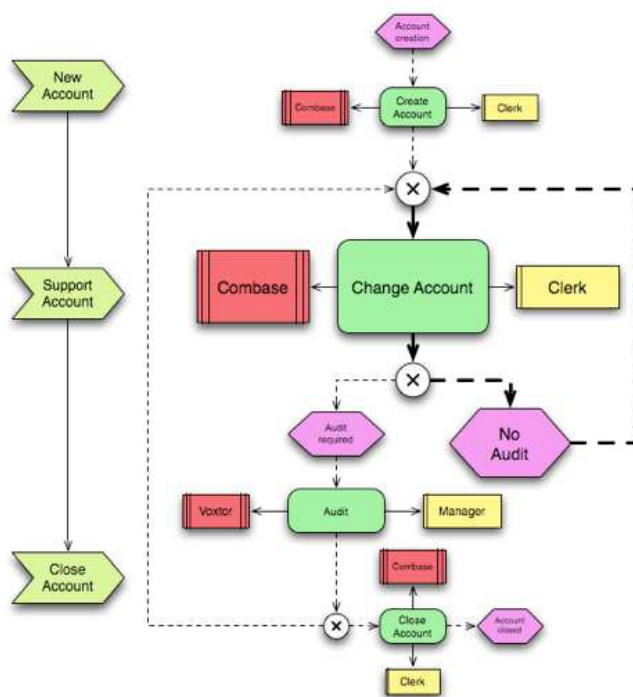 Account
creation
New
Account
Combase
Create
Account
Clerk
Support
Account
Combase
Change Account
Clerk
Audit
required
No
Audit
Voxtor
Audit
Manager
Close
Account
Combase
Close
Account
Account
closed
Clerk